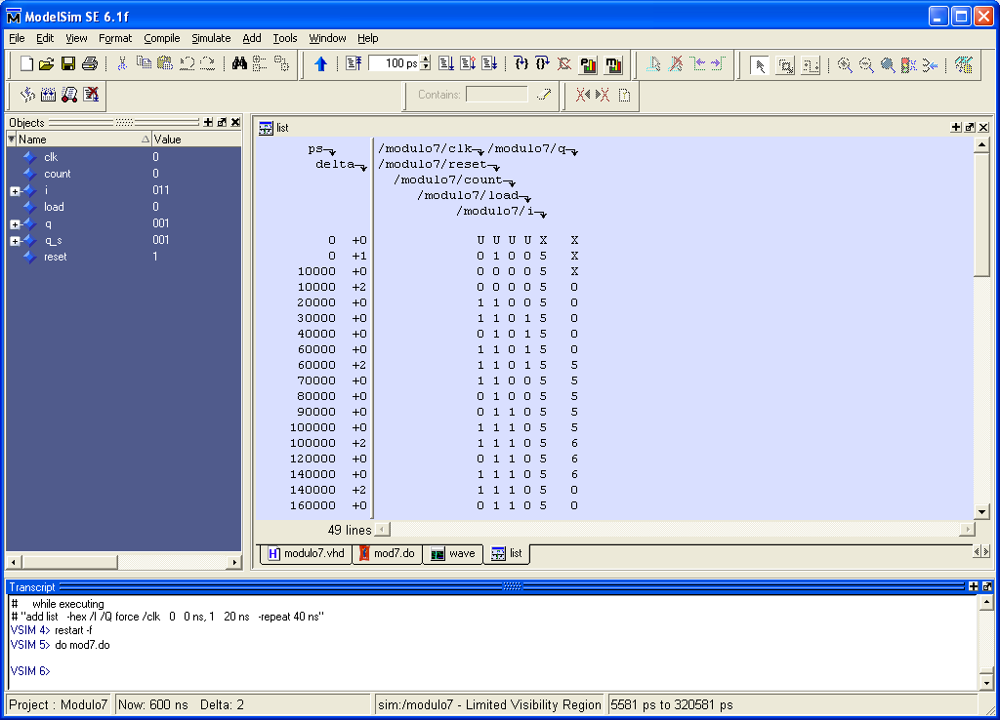 ModelSim SE 6.1f
File Edit View Format Compile Simulate Add Tools Window Help
100 ps
Contains:
Objects
Name Value
clk 0
count 0
i 011
load 0
q 001
q_s 001
reset 1
list
ps /modulo7/clk /modulo7/q
delta /modulo7/reset
/modulo7/count
/modulo7/load
/modulo7/i
0 +0 U U U U X X
0 +1 0 1 0 0 5 X
10000 +0 0 0 0 0 5 X
10000 +2 0 0 0 0 5 0
20000 +0 1 1 0 0 5 0
30000 +0 1 1 0 1 5 0
40000 +0 0 1 0 1 5 0
60000 +0 1 1 0 1 5 0
60000 +2 1 1 0 1 5 5
70000 +0 1 1 0 0 5 5
80000 +0 0 1 0 0 5 5
90000 +0 0 1 1 0 5 5
100000 +0 1 1 1 0 5 5
100000 +2 1 1 1 0 5 6
120000 +0 0 1 1 0 5 6
140000 +0 1 1 1 0 5 6
140000 +2 1 1 1 0 5 0
160000 +0 0 1 1 0 5 0
49 lines
modulo7.vhd mod7.do wave list
Transcript
# while executing
# "add list -hex /I /Q force /clk 0 0 ns, 1 20 ns -repeat 40 ns"
VSIM 4> restart -f
VSIM 5> do mod7.do
VSIM 6>
Project : Modulo7 Now: 600 ns Delta: 2 sim:/modulo7 - Limited Visibility Region 5581 ps to 320581 ps